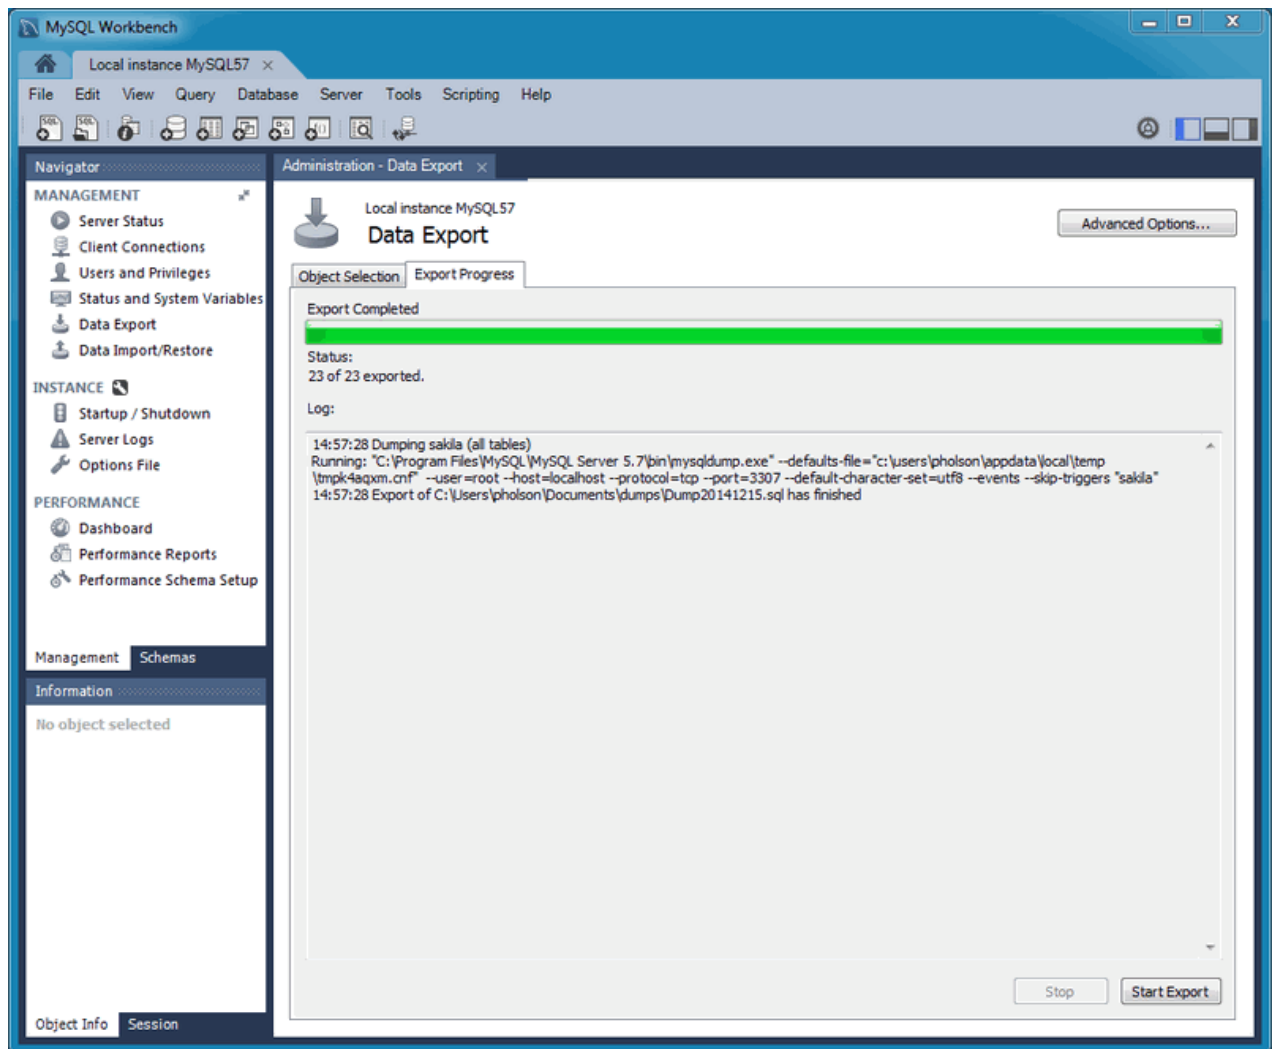 MySQL Workbench
Local instance MySQL57
File Edit View Query Database Server Tools Scripting Help
Navigator
MANAGEMENT
Server Status
Client Connections
Users and Privileges
Status and System Variables
Data Export
Data Import/Restore
INSTANCE
Startup / Shutdown
Server Logs
Options File
PERFORMANCE
Dashboard
Performance Reports
Performance Schema Setup
Management Schemas
Information
No object selected
Object Info Session
Administration - Data Export
Local instance MySQL57
Data Export
Advanced Options...
Object Selection Export Progress
Export Completed
Status:
23 of 23 exported.
Log:
14:57:28 Dumping sakila (all tables)
Running: "C:\Program Files\MySQL\MySQL Server 5.7\bin\mysqldump.exe" --defaults-file="c:\users\pholson\appdata\local\temp
\tmpk4aqxm.cnf" --user=root --host=localhost --protocol=tcp --port=3307 --default-character-set=utf8 --events --skip-triggers "sakila"
14:57:28 Export of C:\Users\pholson\Documents\dumps\Dump20141215.sql has finished
Stop Start Export